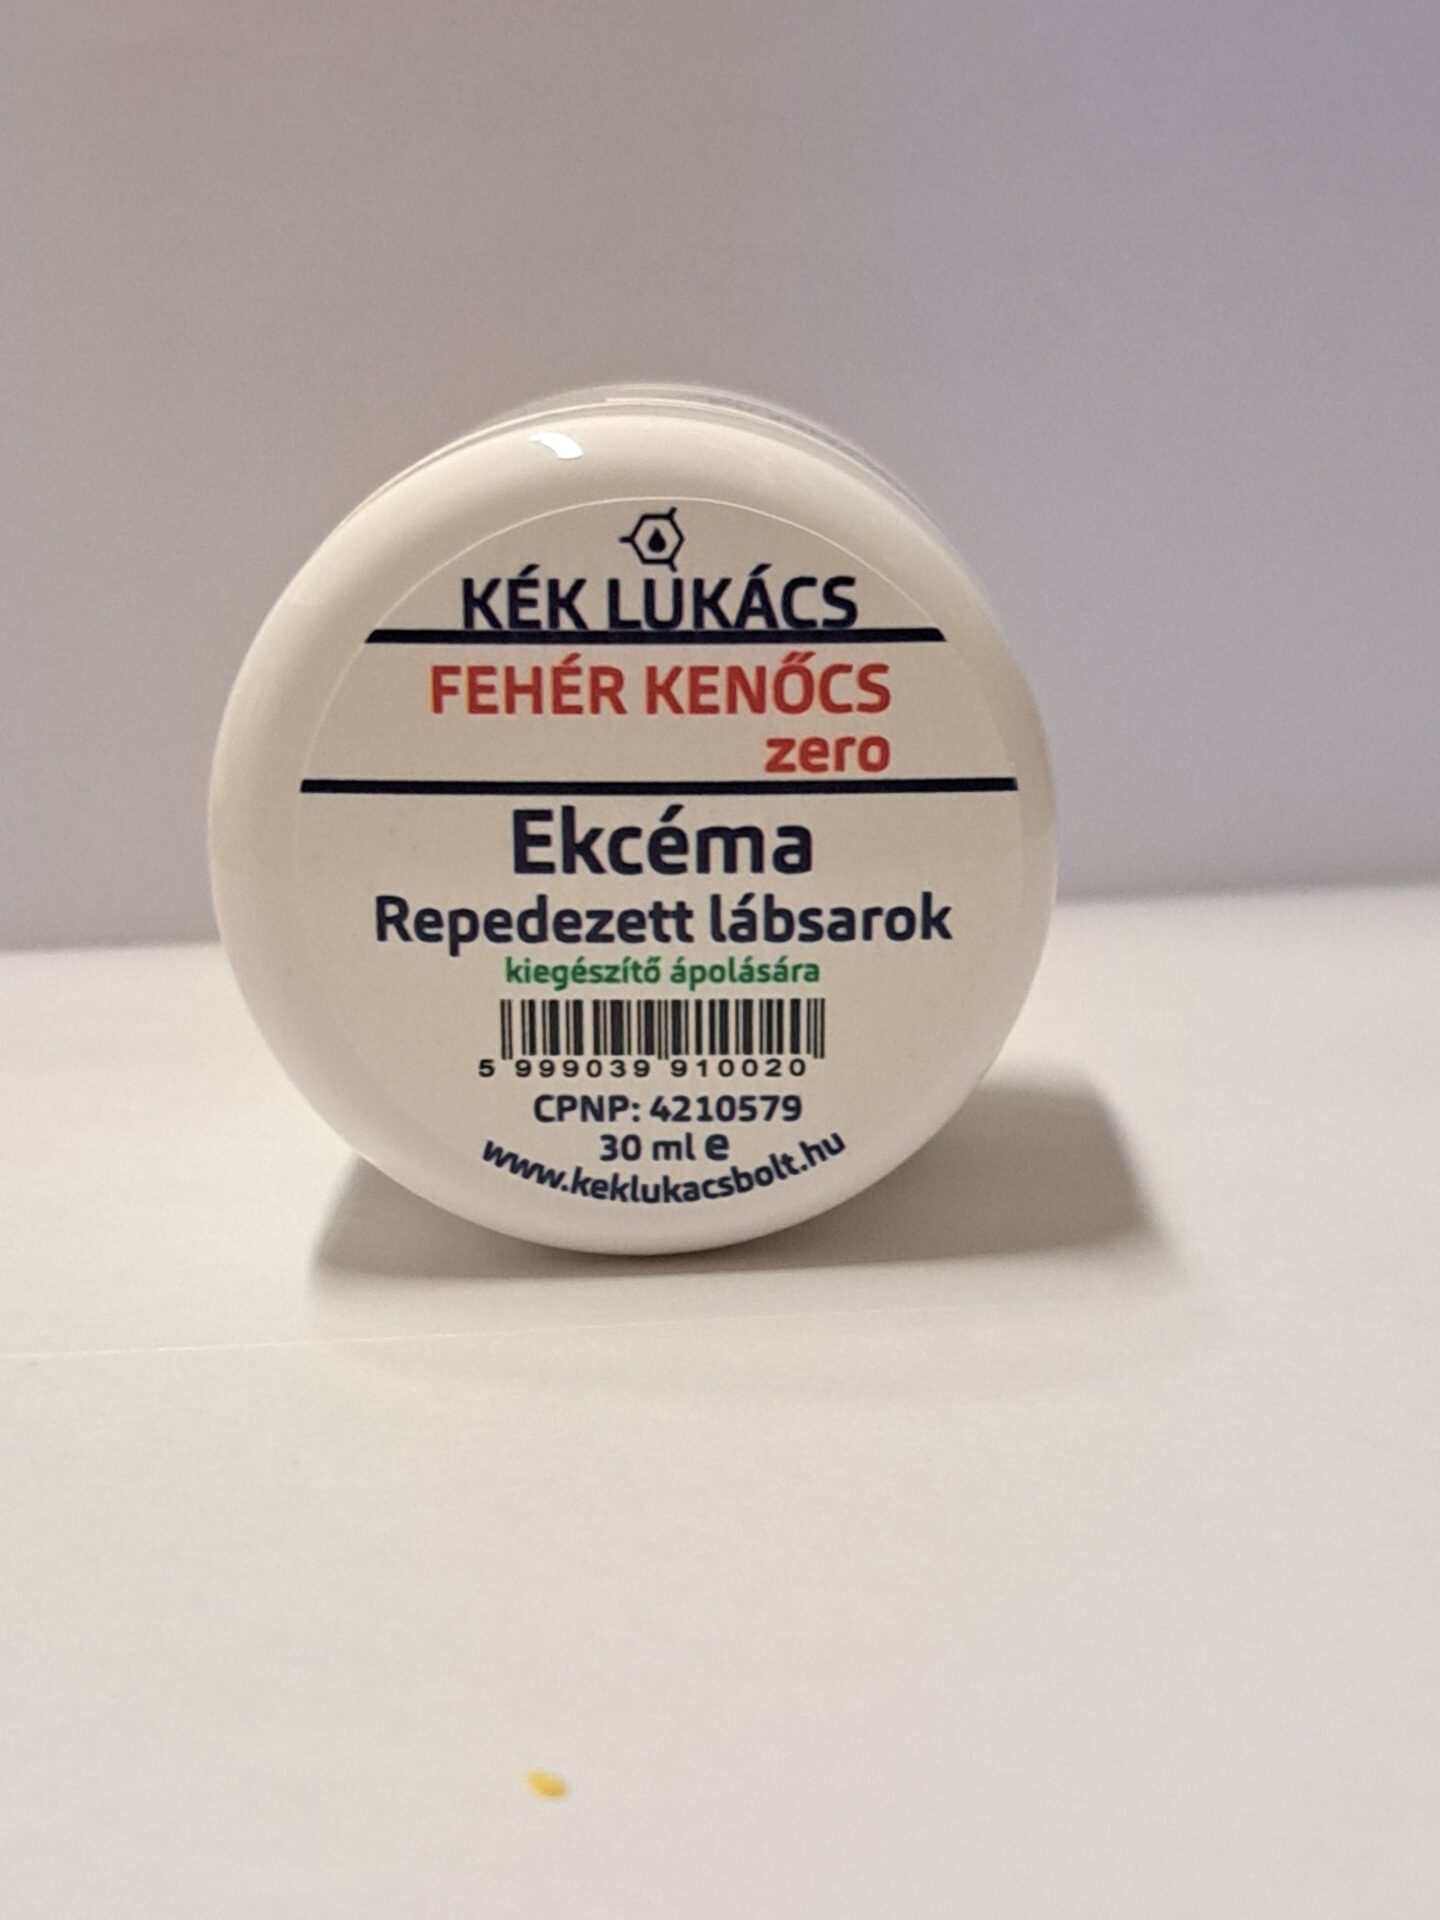 KÉK LUKÁCS
FEHÉR KENŐCS
zero
Ekcéma
Repedezett lábsarok
kiegészítő ápolására
5 999039 910020
CPNP: 4210579
30 ml e
www.keklukacsbolt.hu